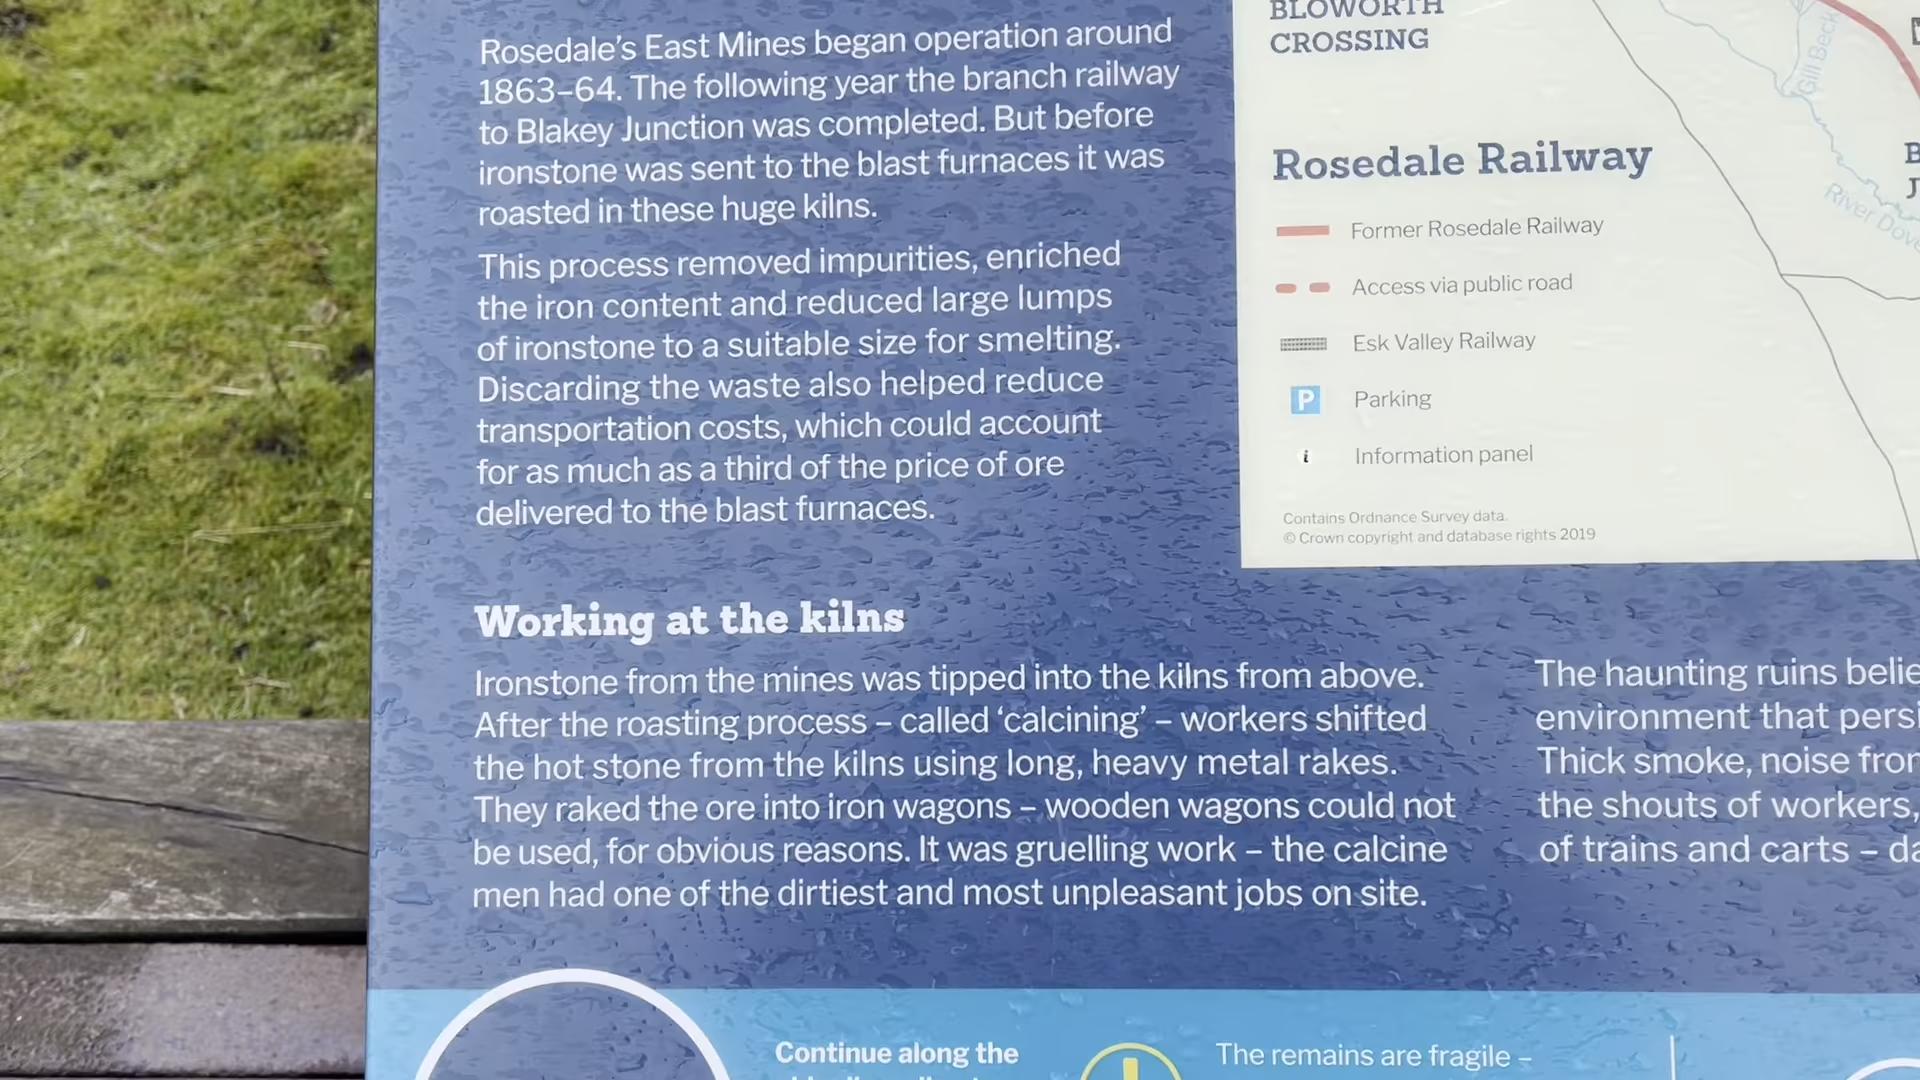 Rosedale's East Mines began operation around
1863–64. The following year the branch railway
to Blakey Junction was completed. But before
ironstone was sent to the blast furnaces it was
roasted in these huge kilns.
This process removed impurities, enriched
the iron content and reduced large lumps
of ironstone to a suitable size for smelting.
Discarding the waste also helped reduce
transportation costs, which could account
for as much as a third of the price of ore
delivered to the blast furnaces.
BLOWORTH
CROSSING
Gill Beck
River Dove
Rosedale Railway
Former Rosedale Railway
Access via public road
Esk Valley Railway
P Parking
i Information panel
Contains Ordnance Survey data.
© Crown copyright and database rights 2019
Working at the kilns
Ironstone from the mines was tipped into the kilns from above.
After the roasting process – called 'calcining' – workers shifted
the hot stone from the kilns using long, heavy metal rakes.
They raked the ore into iron wagons – wooden wagons could not
be used, for obvious reasons. It was gruelling work – the calcine
men had one of the dirtiest and most unpleasant jobs on site.
The haunting ruins
environment that
Thick smoke, noise
the shouts of workers,
of trains and carts –
Continue along the
The remains are fragile –